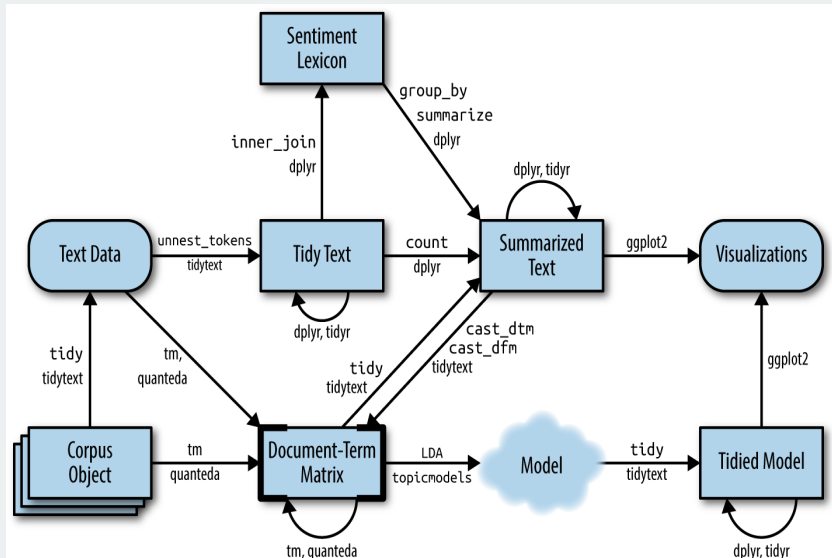 Sentiment
Lexicon
group_by
summarize
dplyr
inner_join
dplyr
dplyr, tidyr
Text Data
unnest_tokens
tidytext
Tidy Text
count
dplyr
Summarized
Text
ggplot2
Visualizations
dplyr, tidyr
cast_dtm
cast_dfm
tidytext
tidy
tidytext
tidy
tidytext
tm,
quanteda
ggplot2
Corpus
Object
tm
quanteda
Document-Term
Matrix
LDA
topicmodels
Model
tidy
tidytext
Tidied Model
tm, quanteda
dplyr, tidyr